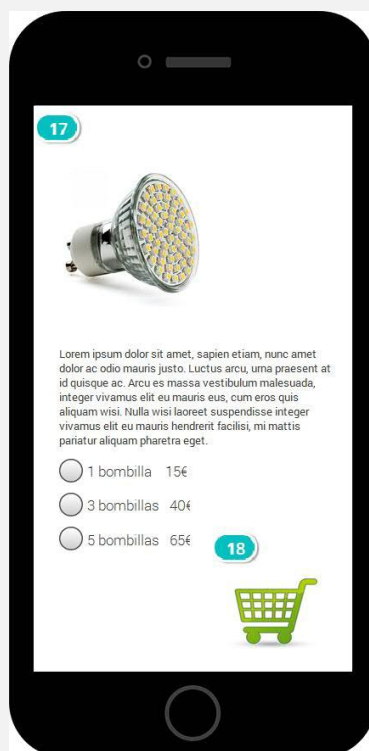 17
Lorem ipsum dolor sit amet, sapien etiam, nunc amet
dolor ac odio mauris justo. Luctus arcu, urna praesent at
id quisque ac. Arcu es massa vestibulum malesuada,
integer vivamus elit eu mauris eus, cum eros quis
aliquam wisi. Nulla wisi laoreet suspendisse integer
vivamus elit eu mauris hendrerit facilisi, mi mattis
pariatur aliquam pharetra eget.
1 bombilla 15€
3 bombillas 40€
5 bombillas 65€
18